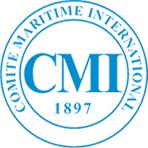 COMITE MARITIME INTERNATIONAL
CMI
1897